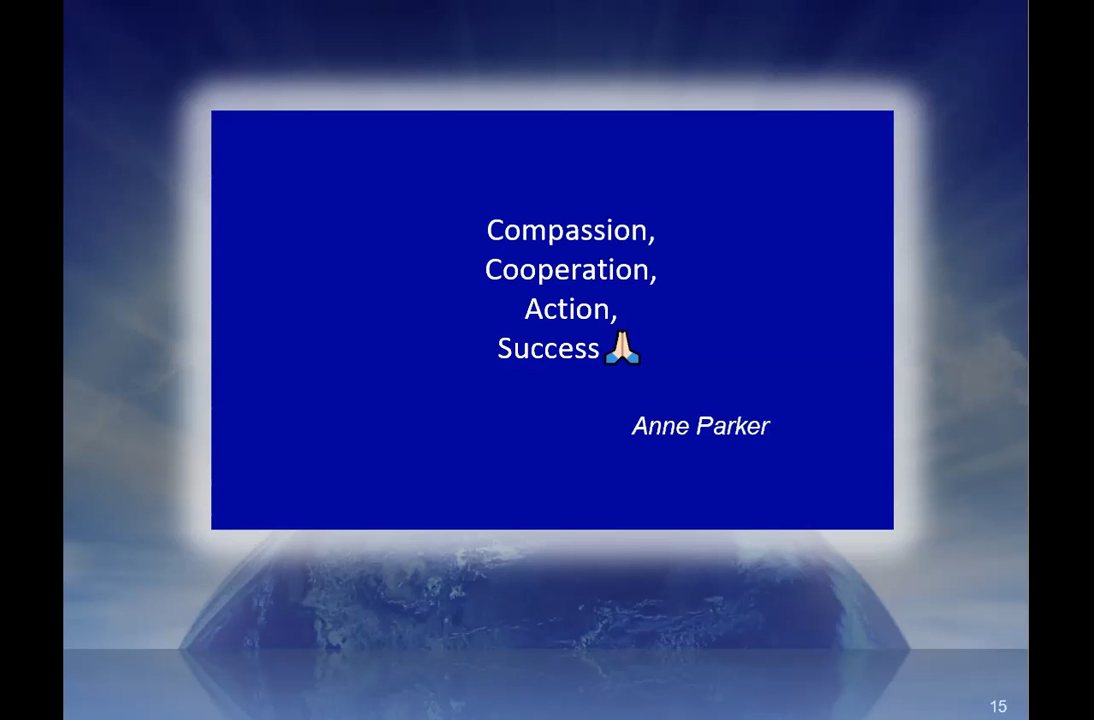 Compassion,
Cooperation,
Action,
Success 🙏🏻
Anne Parker
15